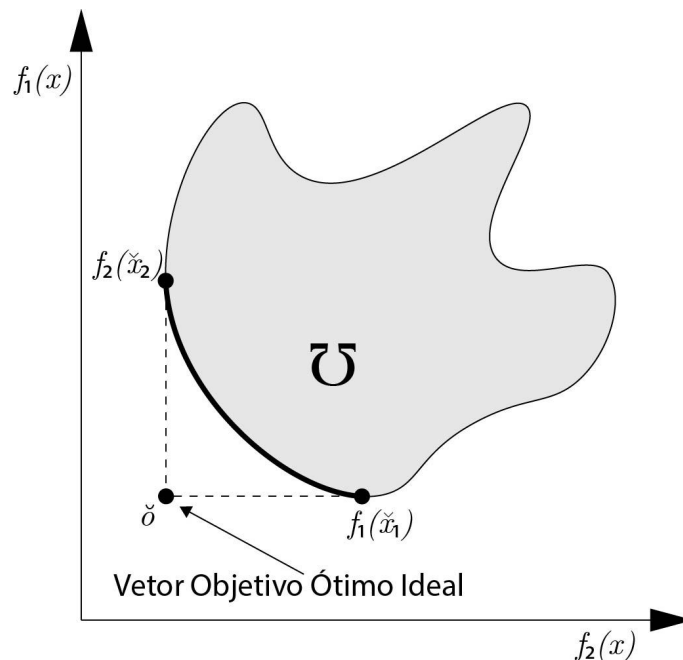 f₁(x)
f₂(x̌₂)
℧
ŏ
f₁(x̌₁)
Vetor Objetivo Ótimo Ideal
f₂(x)